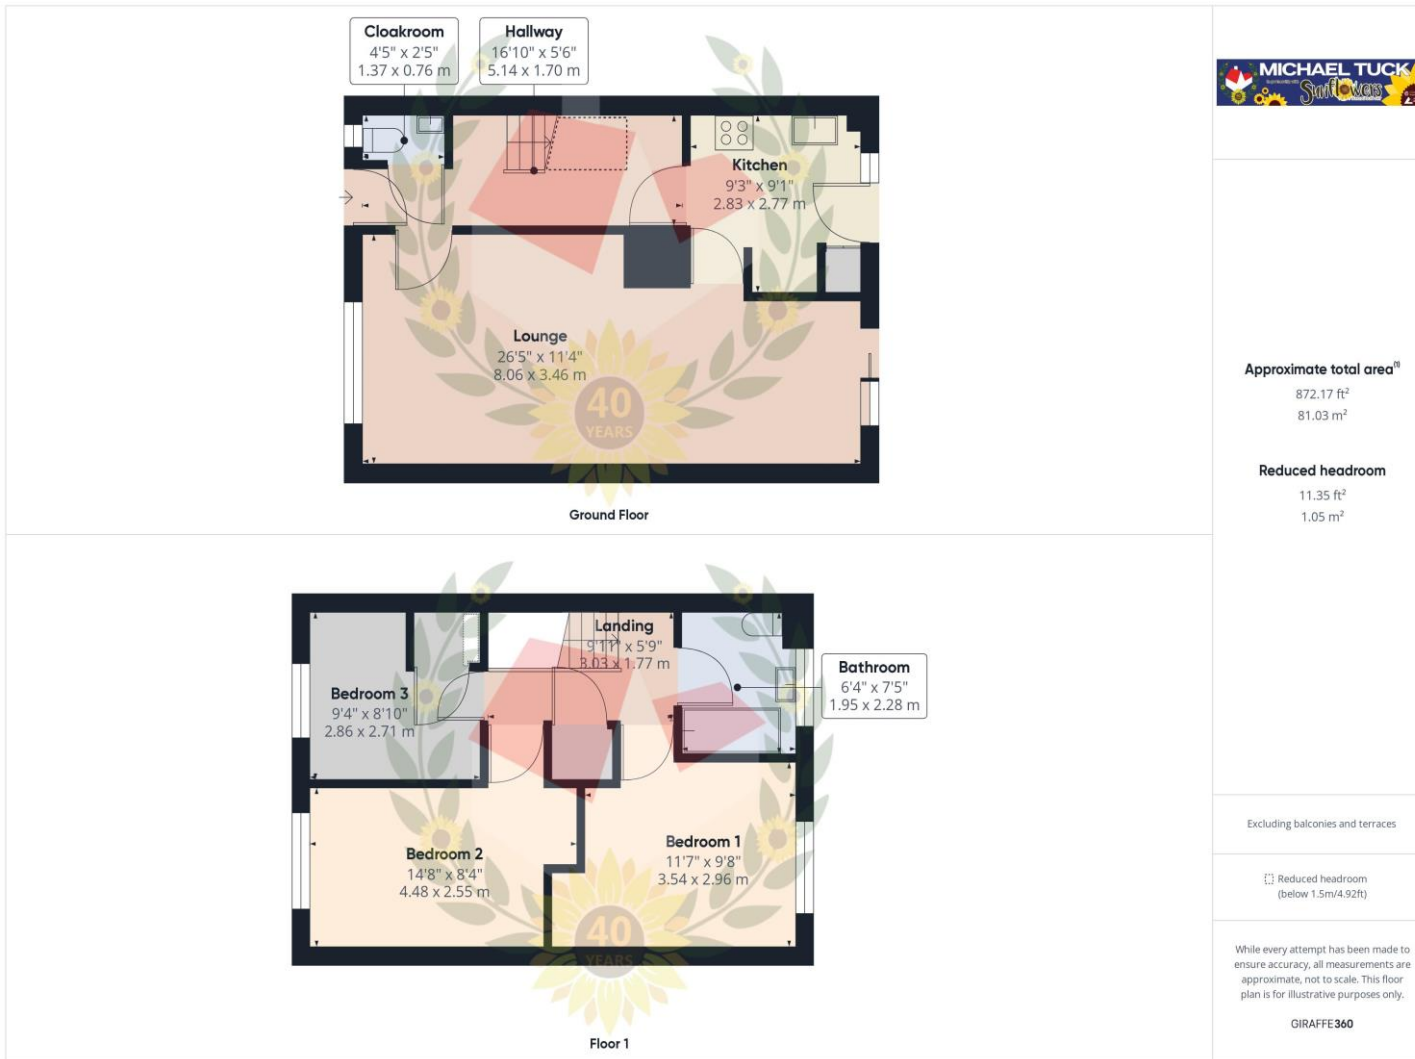 Cloakroom
4'5" x 2'5"
1.37 x 0.76 m
Hallway
16'10" x 5'6"
5.14 x 1.70 m
Kitchen
9'3" x 9'1"
2.83 x 2.77 m
Lounge
26'5" x 11'4"
8.06 x 3.46 m
40
YEARS
Ground Floor
Landing
9'11" x 5'9"
3.03 x 1.77 m
Bathroom
6'4" x 7'5"
1.95 x 2.28 m
Bedroom 3
9'4" x 8'10"
2.86 x 2.71 m
Bedroom 2
14'8" x 8'4"
4.48 x 2.55 m
Bedroom 1
11'7" x 9'8"
3.54 x 2.96 m
40
YEARS
Floor 1
MICHAEL TUCK
Sunflowers
Approximate total area⁽¹⁾
872.17 ft²
81.03 m²
Reduced headroom
11.35 ft²
1.05 m²
Excluding balconies and terraces
Reduced headroom
(below 1.5m/4.92ft)
While every attempt has been made to
ensure accuracy, all measurements are
approximate, not to scale. This floor
plan is for illustrative purposes only.
GIRAFFE360